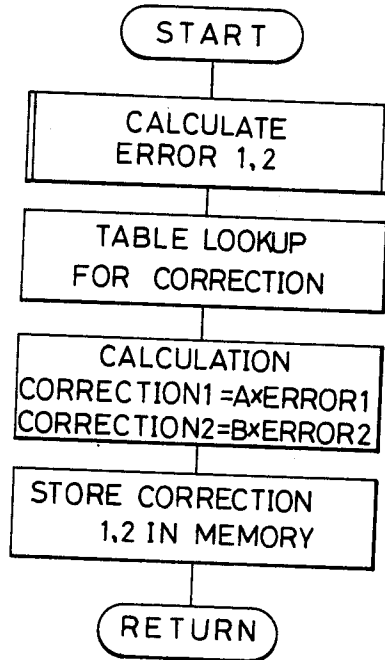 START
CALCULATE
ERROR 1,2
TABLE LOOKUP
FOR CORRECTION
CALCULATION
CORRECTION1=A×ERROR1
CORRECTION2=B×ERROR2
STORE CORRECTION
1,2 IN MEMORY
RETURN